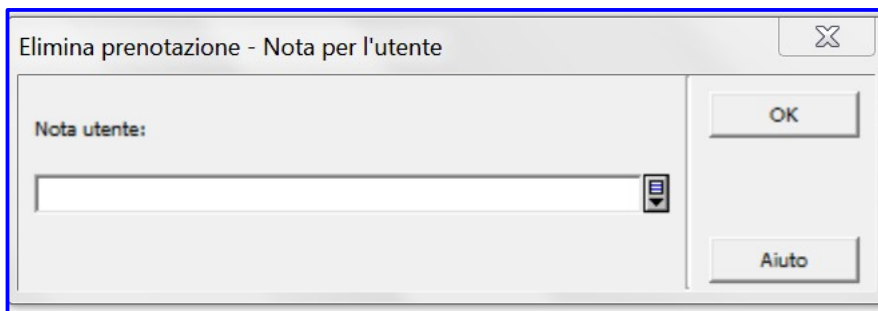 Elimina prenotazione - Nota per l'utente
Nota utente:
OK
Aiuto